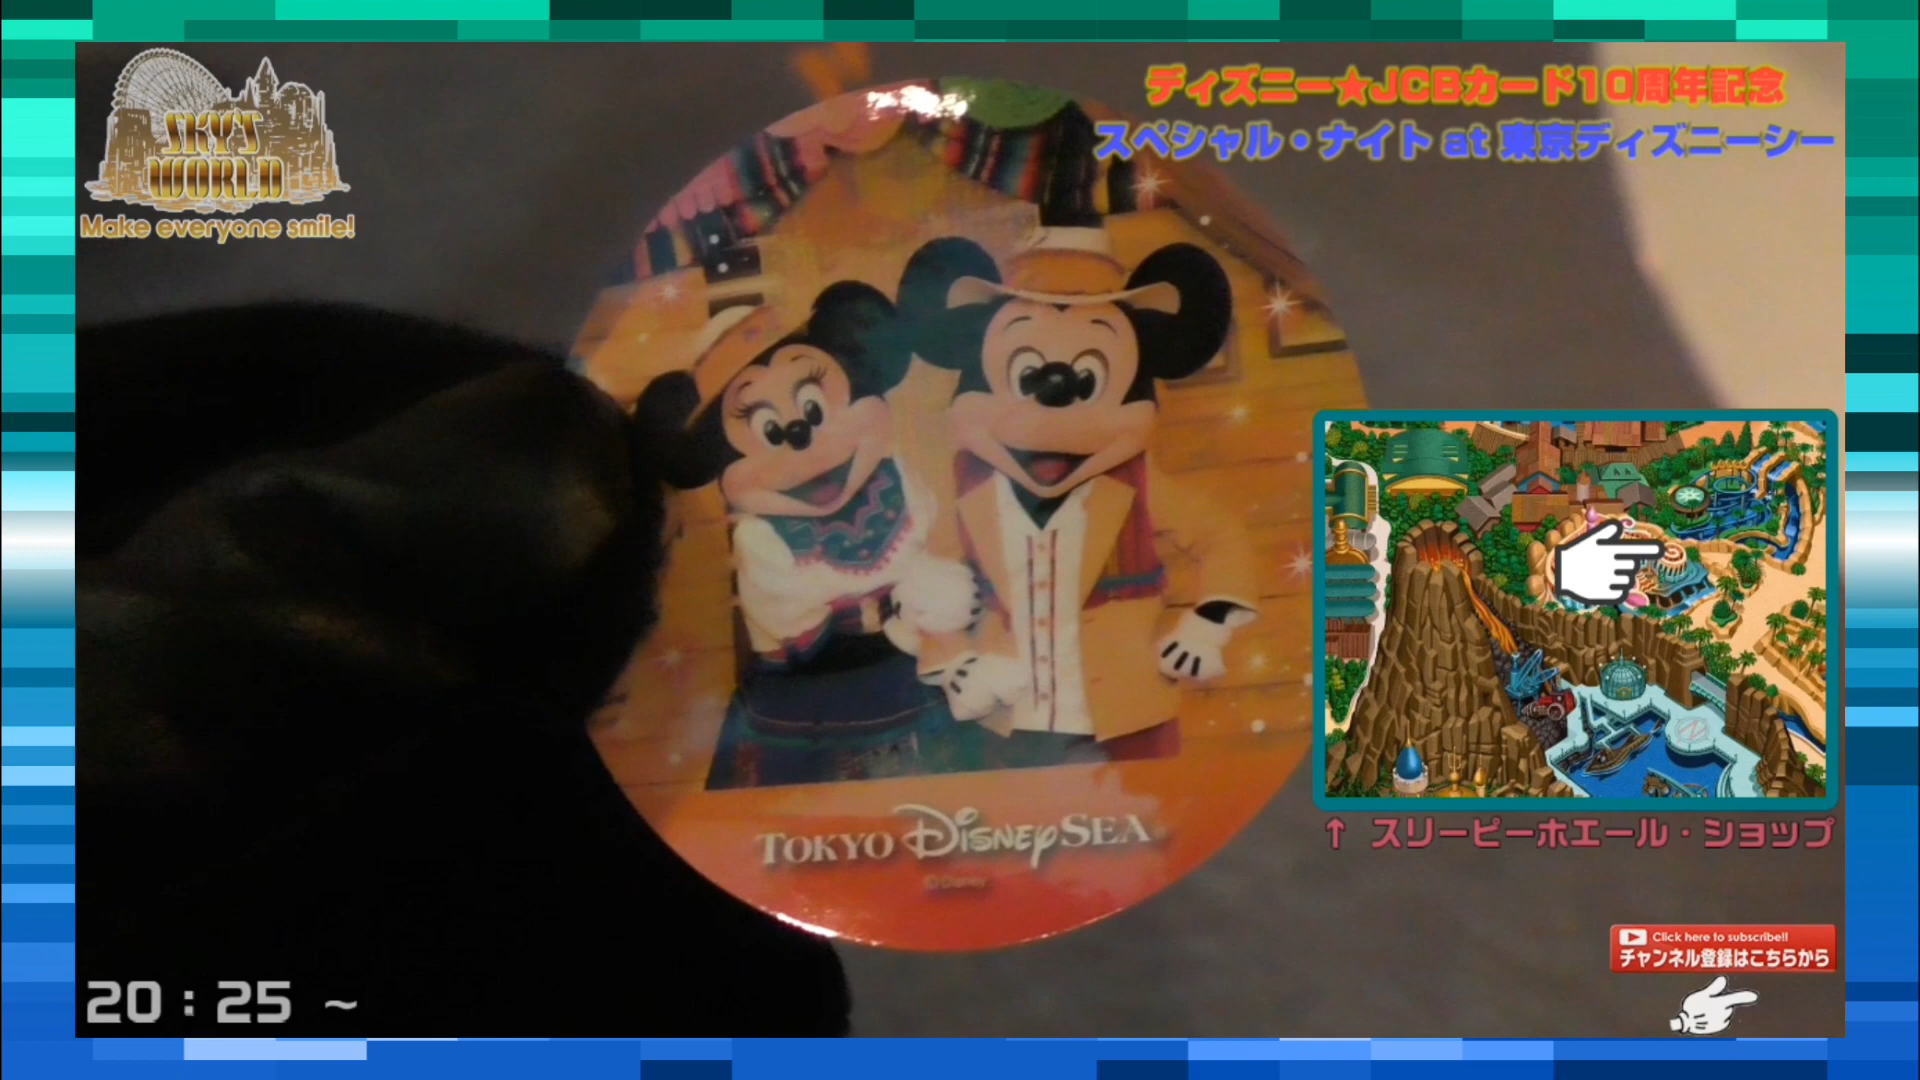 SKY'S
WORLD
Make everyone smile!
ディズニー★JCBカード10周年記念
スペシャル・ナイト at 東京ディズニーシー
TOKYO DISNEY SEA
© Disney
↑ スリーピーホエール・ショップ
Click here to subscribe!!
チャンネル登録はこちらから
20:25 ~